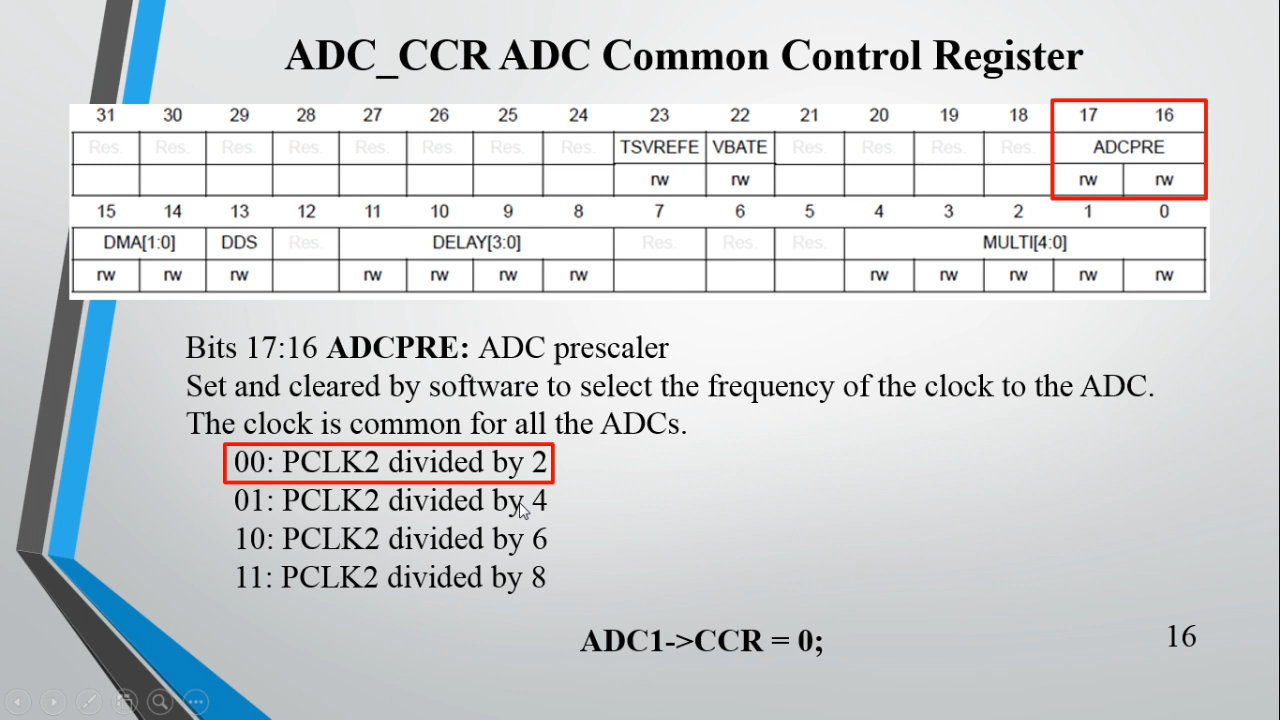 ADC_CCR ADC Common Control Register
31 30 29 28 27 26 25 24 23 22 21 20 19 18 17 16
Res. Res. Res. Res. Res. Res. Res. Res. TSVREFE VBATE Res. Res. Res. Res. ADCPRE
rw rw rw rw
15 14 13 12 11 10 9 8 7 6 5 4 3 2 1 0
DMA[1:0] DDS Res. DELAY[3:0] Res. Res. Res. MULTI[4:0]
rw rw rw rw rw rw rw rw rw rw rw rw
Bits 17:16 ADCPRE: ADC prescaler
Set and cleared by software to select the frequency of the clock to the ADC.
The clock is common for all the ADCs.
00: PCLK2 divided by 2
01: PCLK2 divided by 4
10: PCLK2 divided by 6
11: PCLK2 divided by 8
ADC1->CCR = 0;
16